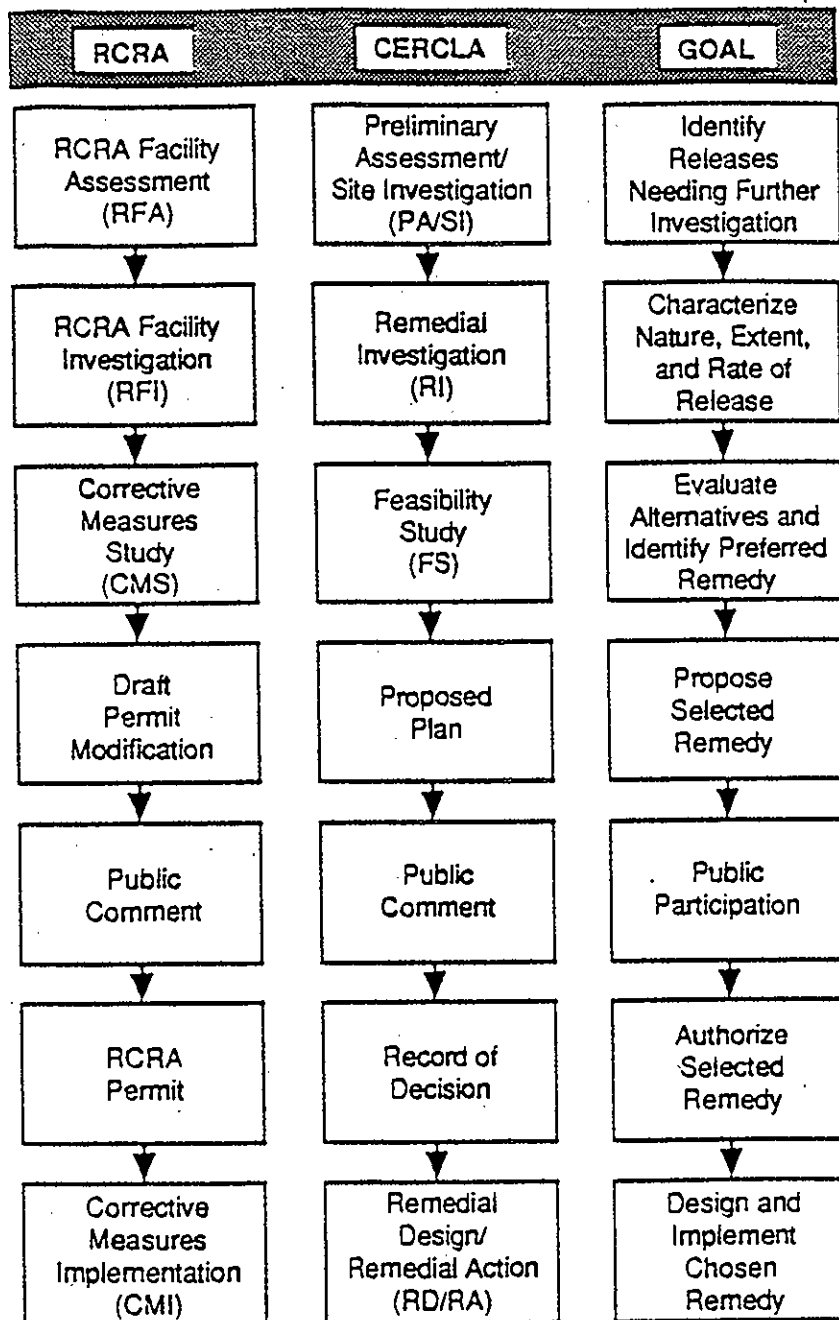 RCRA
CERCLA
GOAL
RCRA Facility
Assessment
(RFA)
Preliminary
Assessment/
Site Investigation
(PA/SI)
Identify
Releases
Needing Further
Investigation
RCRA Facility
Investigation
(RFI)
Remedial
Investigation
(RI)
Characterize
Nature, Extent,
and Rate of
Release
Corrective
Measures
Study
(CMS)
Feasibility
Study
(FS)
Evaluate
Alternatives and
Identify Preferred
Remedy
Draft
Permit
Modification
Proposed
Plan
Propose
Selected
Remedy
Public
Comment
Public
Comment
Public
Participation
RCRA
Permit
Record of
Decision
Authorize
Selected
Remedy
Corrective
Measures
Implementation
(CMI)
Remedial
Design/
Remedial Action
(RD/RA)
Design and
Implement
Chosen
Remedy